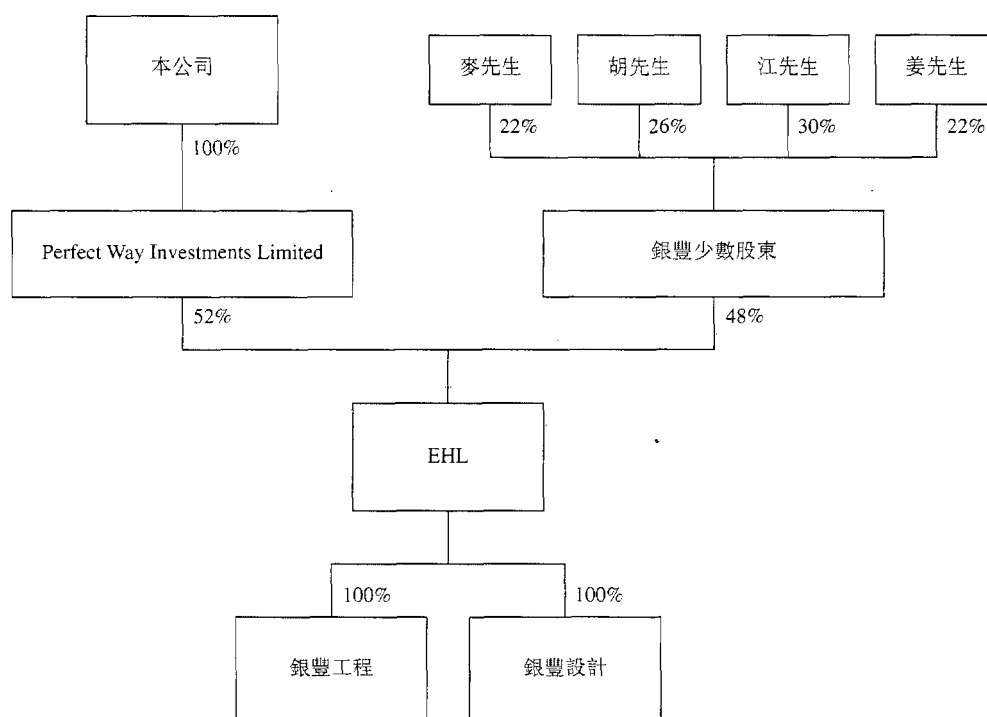 本公司
麥先生
胡先生
江先生
姜先生
100%
22%
26%
30%
22%
Perfect Way Investments Limited
銀豐少數股東
52%
48%
EHL
100%
100%
銀豐工程
銀豐設計